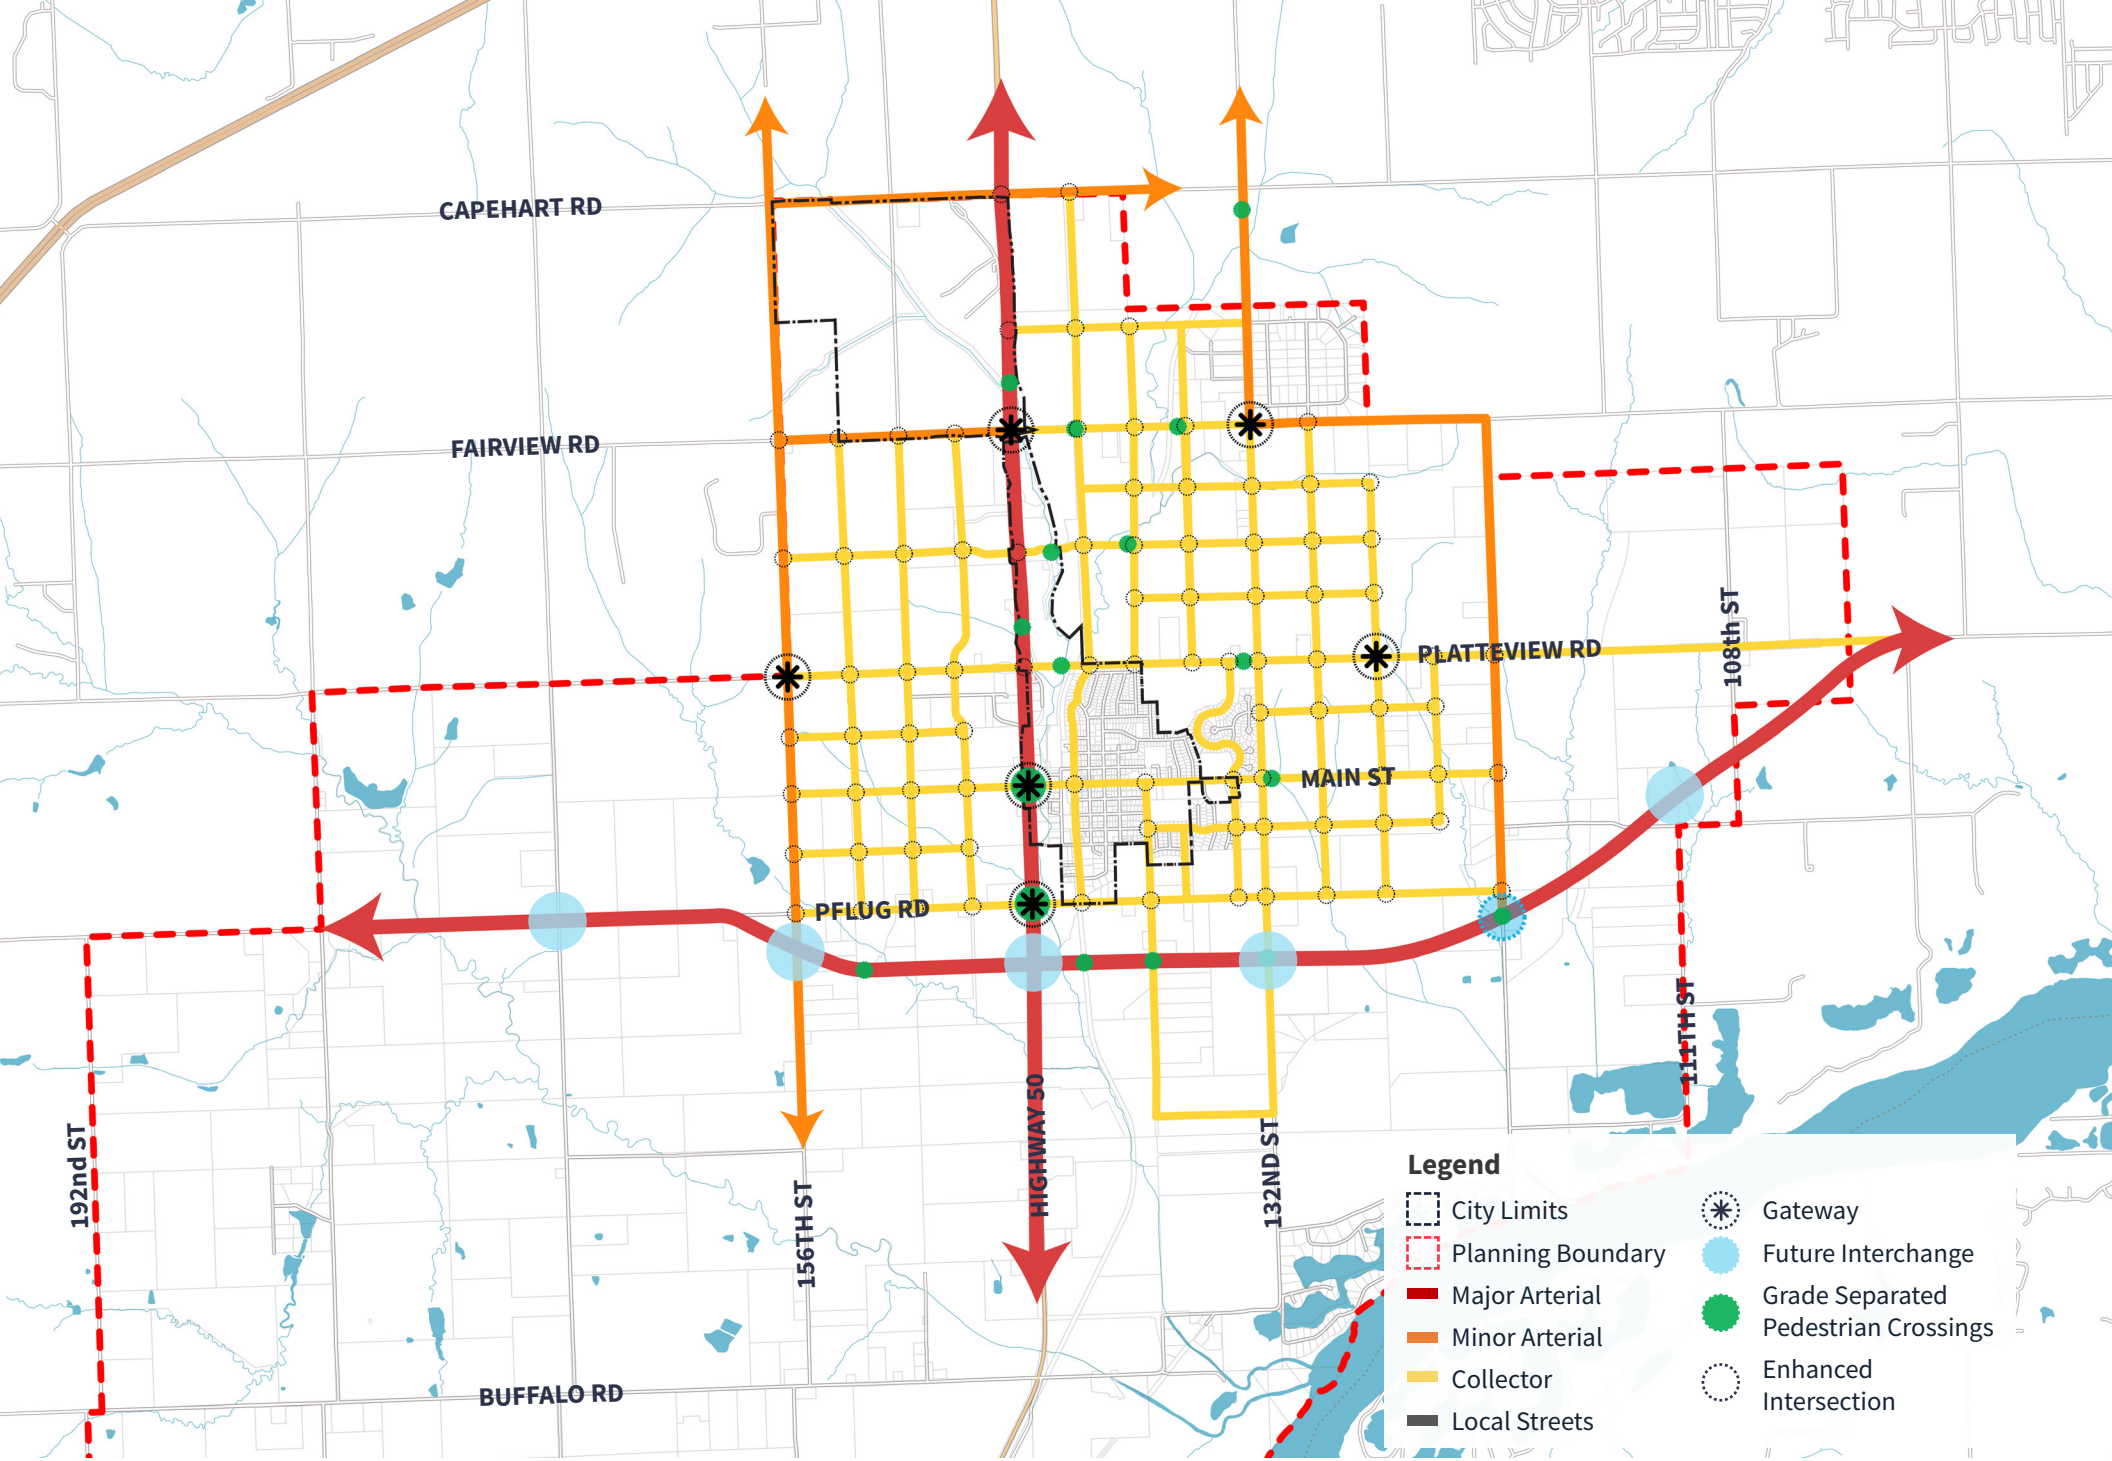 CAPEHART RD
FAIRVIEW RD
PLATTEVIEW RD
108th ST
MAIN ST
PFLUG RD
111TH ST
HIGHWAY 50
192nd ST
156TH ST
132ND ST
BUFFALO RD
Legend
City Limits
Planning Boundary
Major Arterial
Minor Arterial
Collector
Local Streets
Gateway
Future Interchange
Grade Separated
Pedestrian Crossings
Enhanced
Intersection